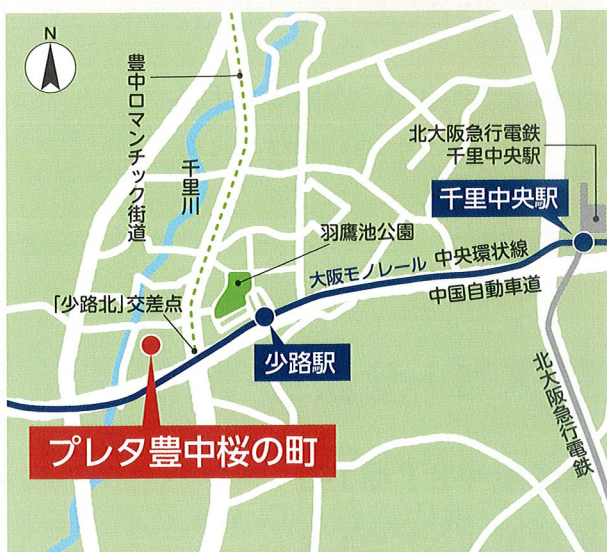 N
豊中ロマンチック街道
千里川
北大阪急行電鉄
千里中央駅
千里中央駅
羽鷹池公園
大阪モノレール
中央環状線
中国自動車道
「少路北」交差点
少路駅
プレタ豊中桜の町
北大阪急行電鉄